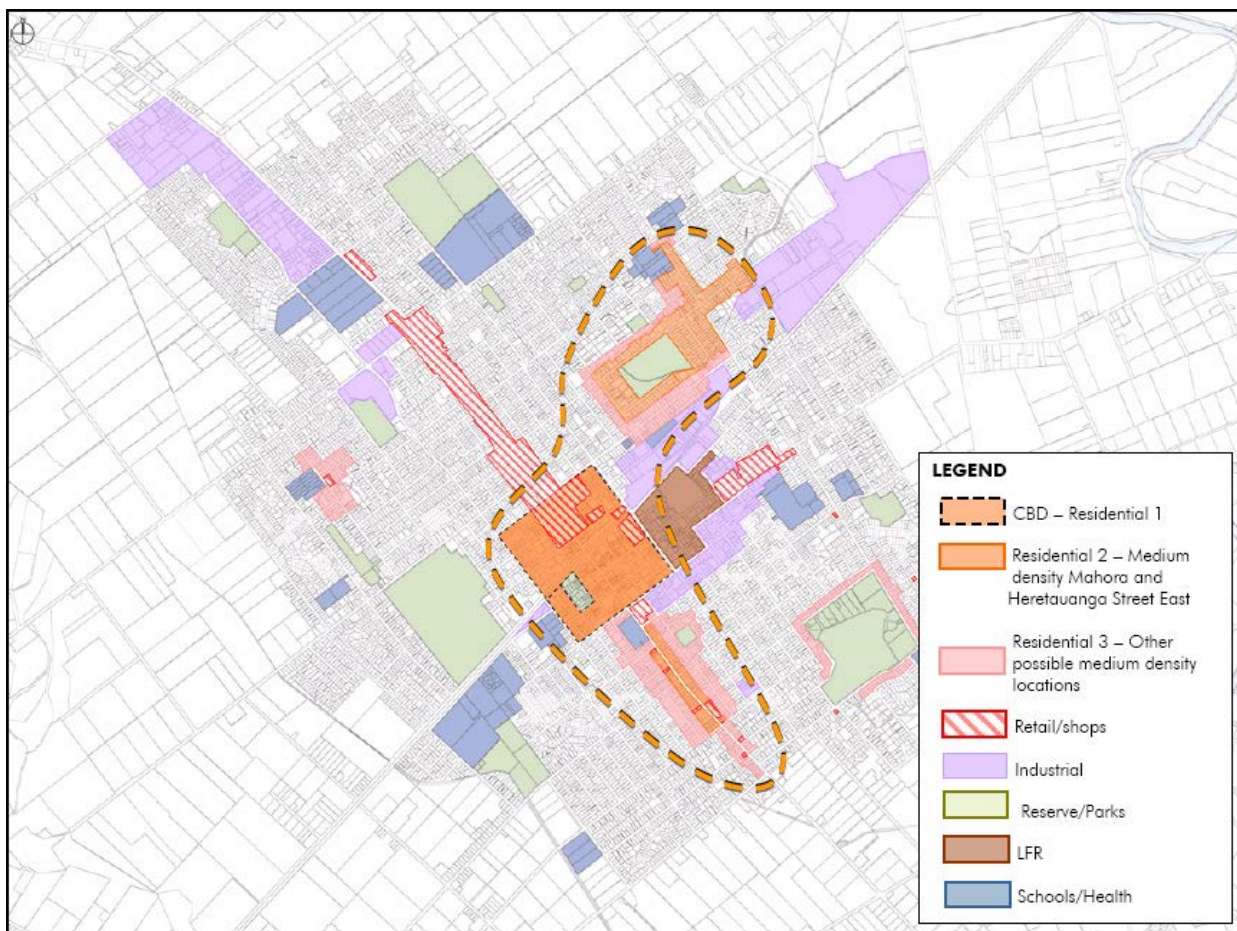 N
LEGEND
CBD – Residential 1
Residential 2 – Medium
density Mahora and
Heretauanga Street East
Residential 3 – Other
possible medium density
locations
Retail/shops
Industrial
Reserve/Parks
LFR
Schools/Health